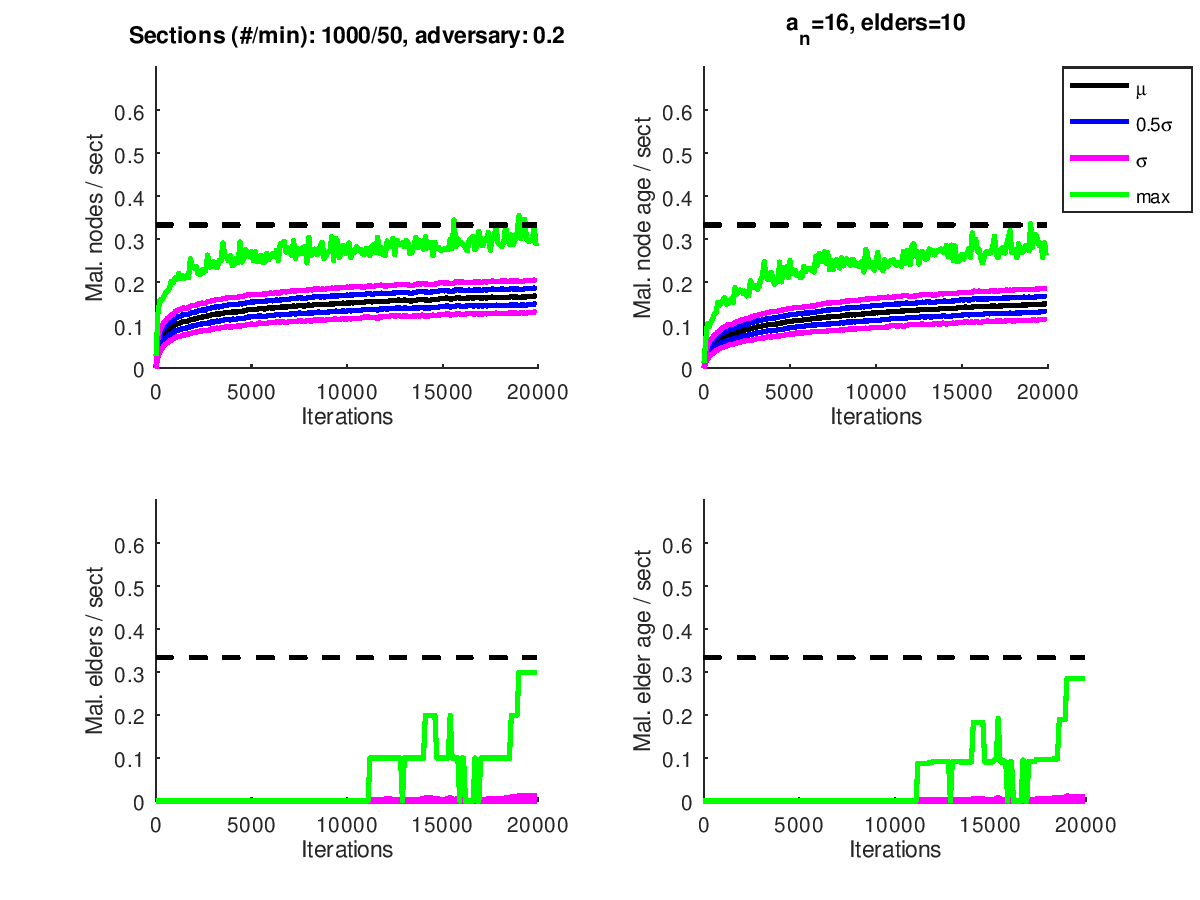 Sections (#/min): 1000/50, adversary: 0.2
Mal. nodes / sect
0.6
0.5
0.4
0.3
0.2
0.1
0
0 5000 10000 15000 20000
Iterations
a_n=16, elders=10
Mal. node age / sect
0.6
0.5
0.4
0.3
0.2
0.1
0
0 5000 10000 15000 20000
Iterations
μ
0.5σ
σ
max
Mal. elders / sect
0.6
0.5
0.4
0.3
0.2
0.1
0
0 5000 10000 15000 20000
Iterations
Mal. elder age / sect
0.6
0.5
0.4
0.3
0.2
0.1
0
0 5000 10000 15000 20000
Iterations